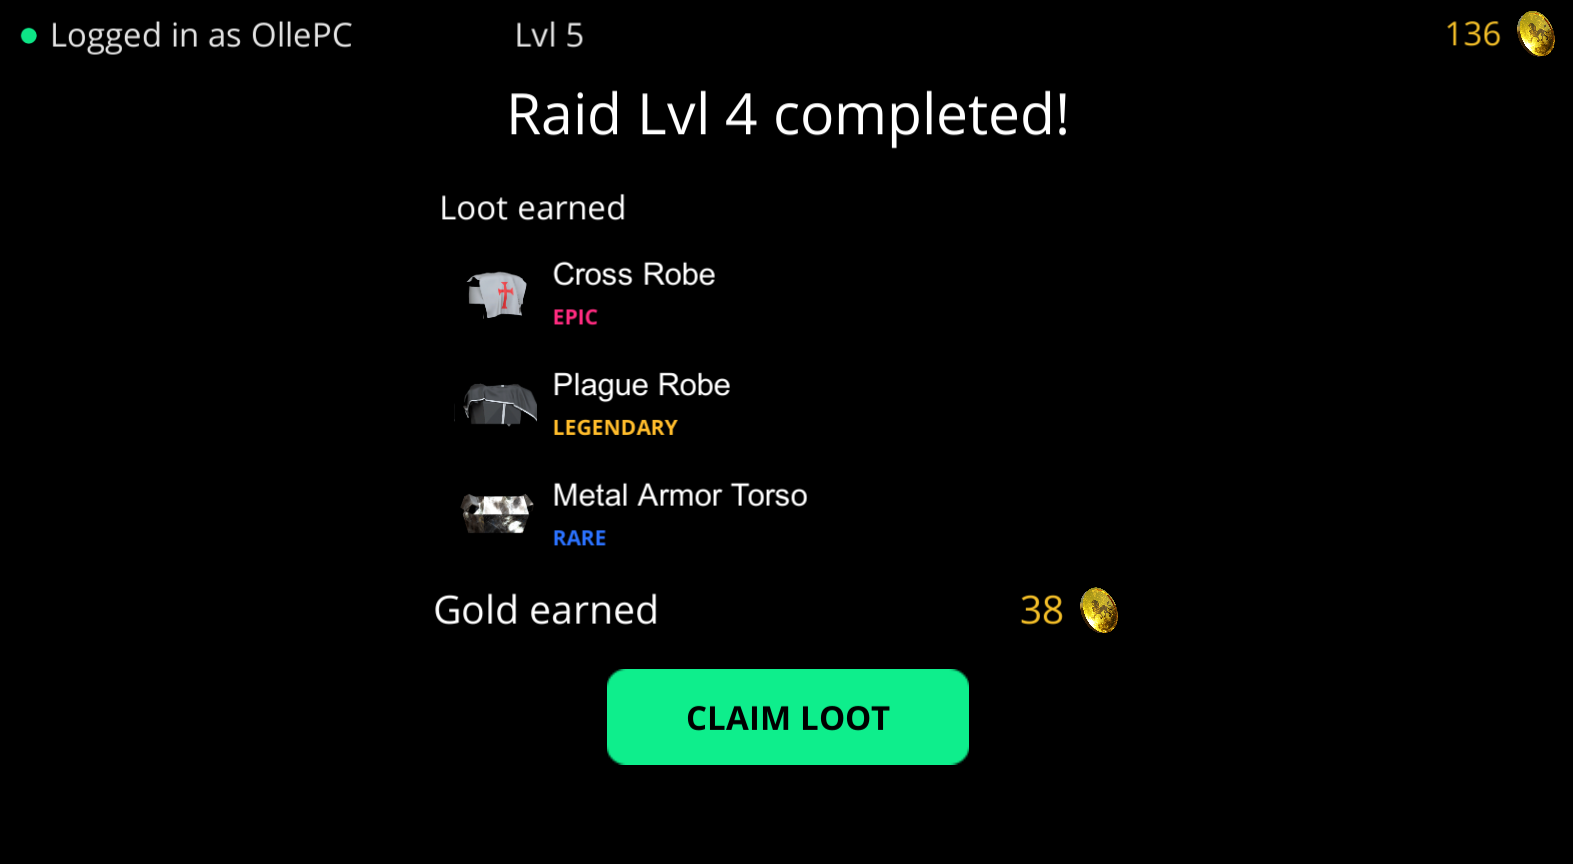 Logged in as OllePC
Lvl 5
136
Raid Lvl 4 completed!
Loot earned
Cross Robe
EPIC
Plague Robe
LEGENDARY
Metal Armor Torso
RARE
Gold earned
38
CLAIM LOOT